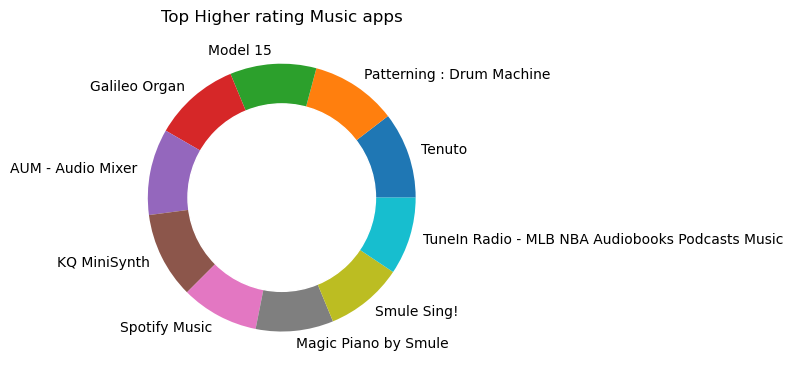 Top Higher rating Music apps
Model 15
Patterning : Drum Machine
Galileo Organ
Tenuto
AUM - Audio Mixer
TuneIn Radio - MLB NBA Audiobooks Podcasts Music
KQ MiniSynth
Smule Sing!
Spotify Music
Magic Piano by Smule